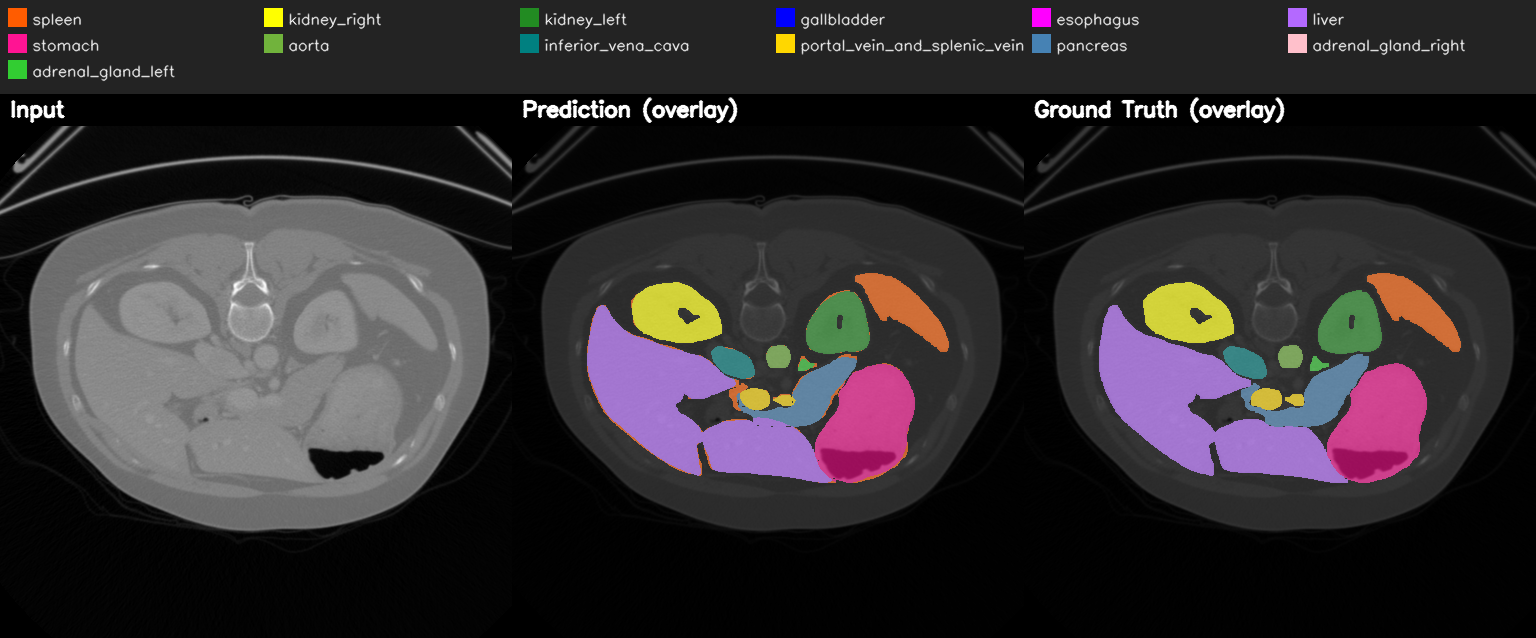 spleen kidney_right kidney_left gallbladder esophagus liver
stomach aorta inferior_vena_cava portal_vein_and_splenic_vein pancreas adrenal_gland_right
adrenal_gland_left
Input Prediction (overlay) Ground Truth (overlay)